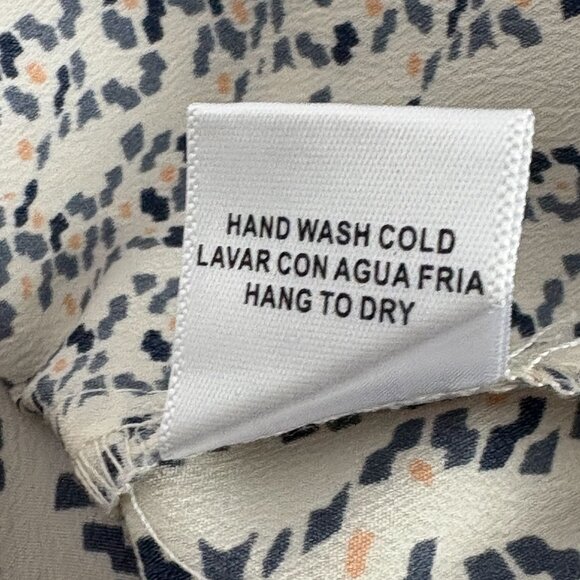 HAND WASH COLD
LAVAR CON AGUA FRIA
HANG TO DRY